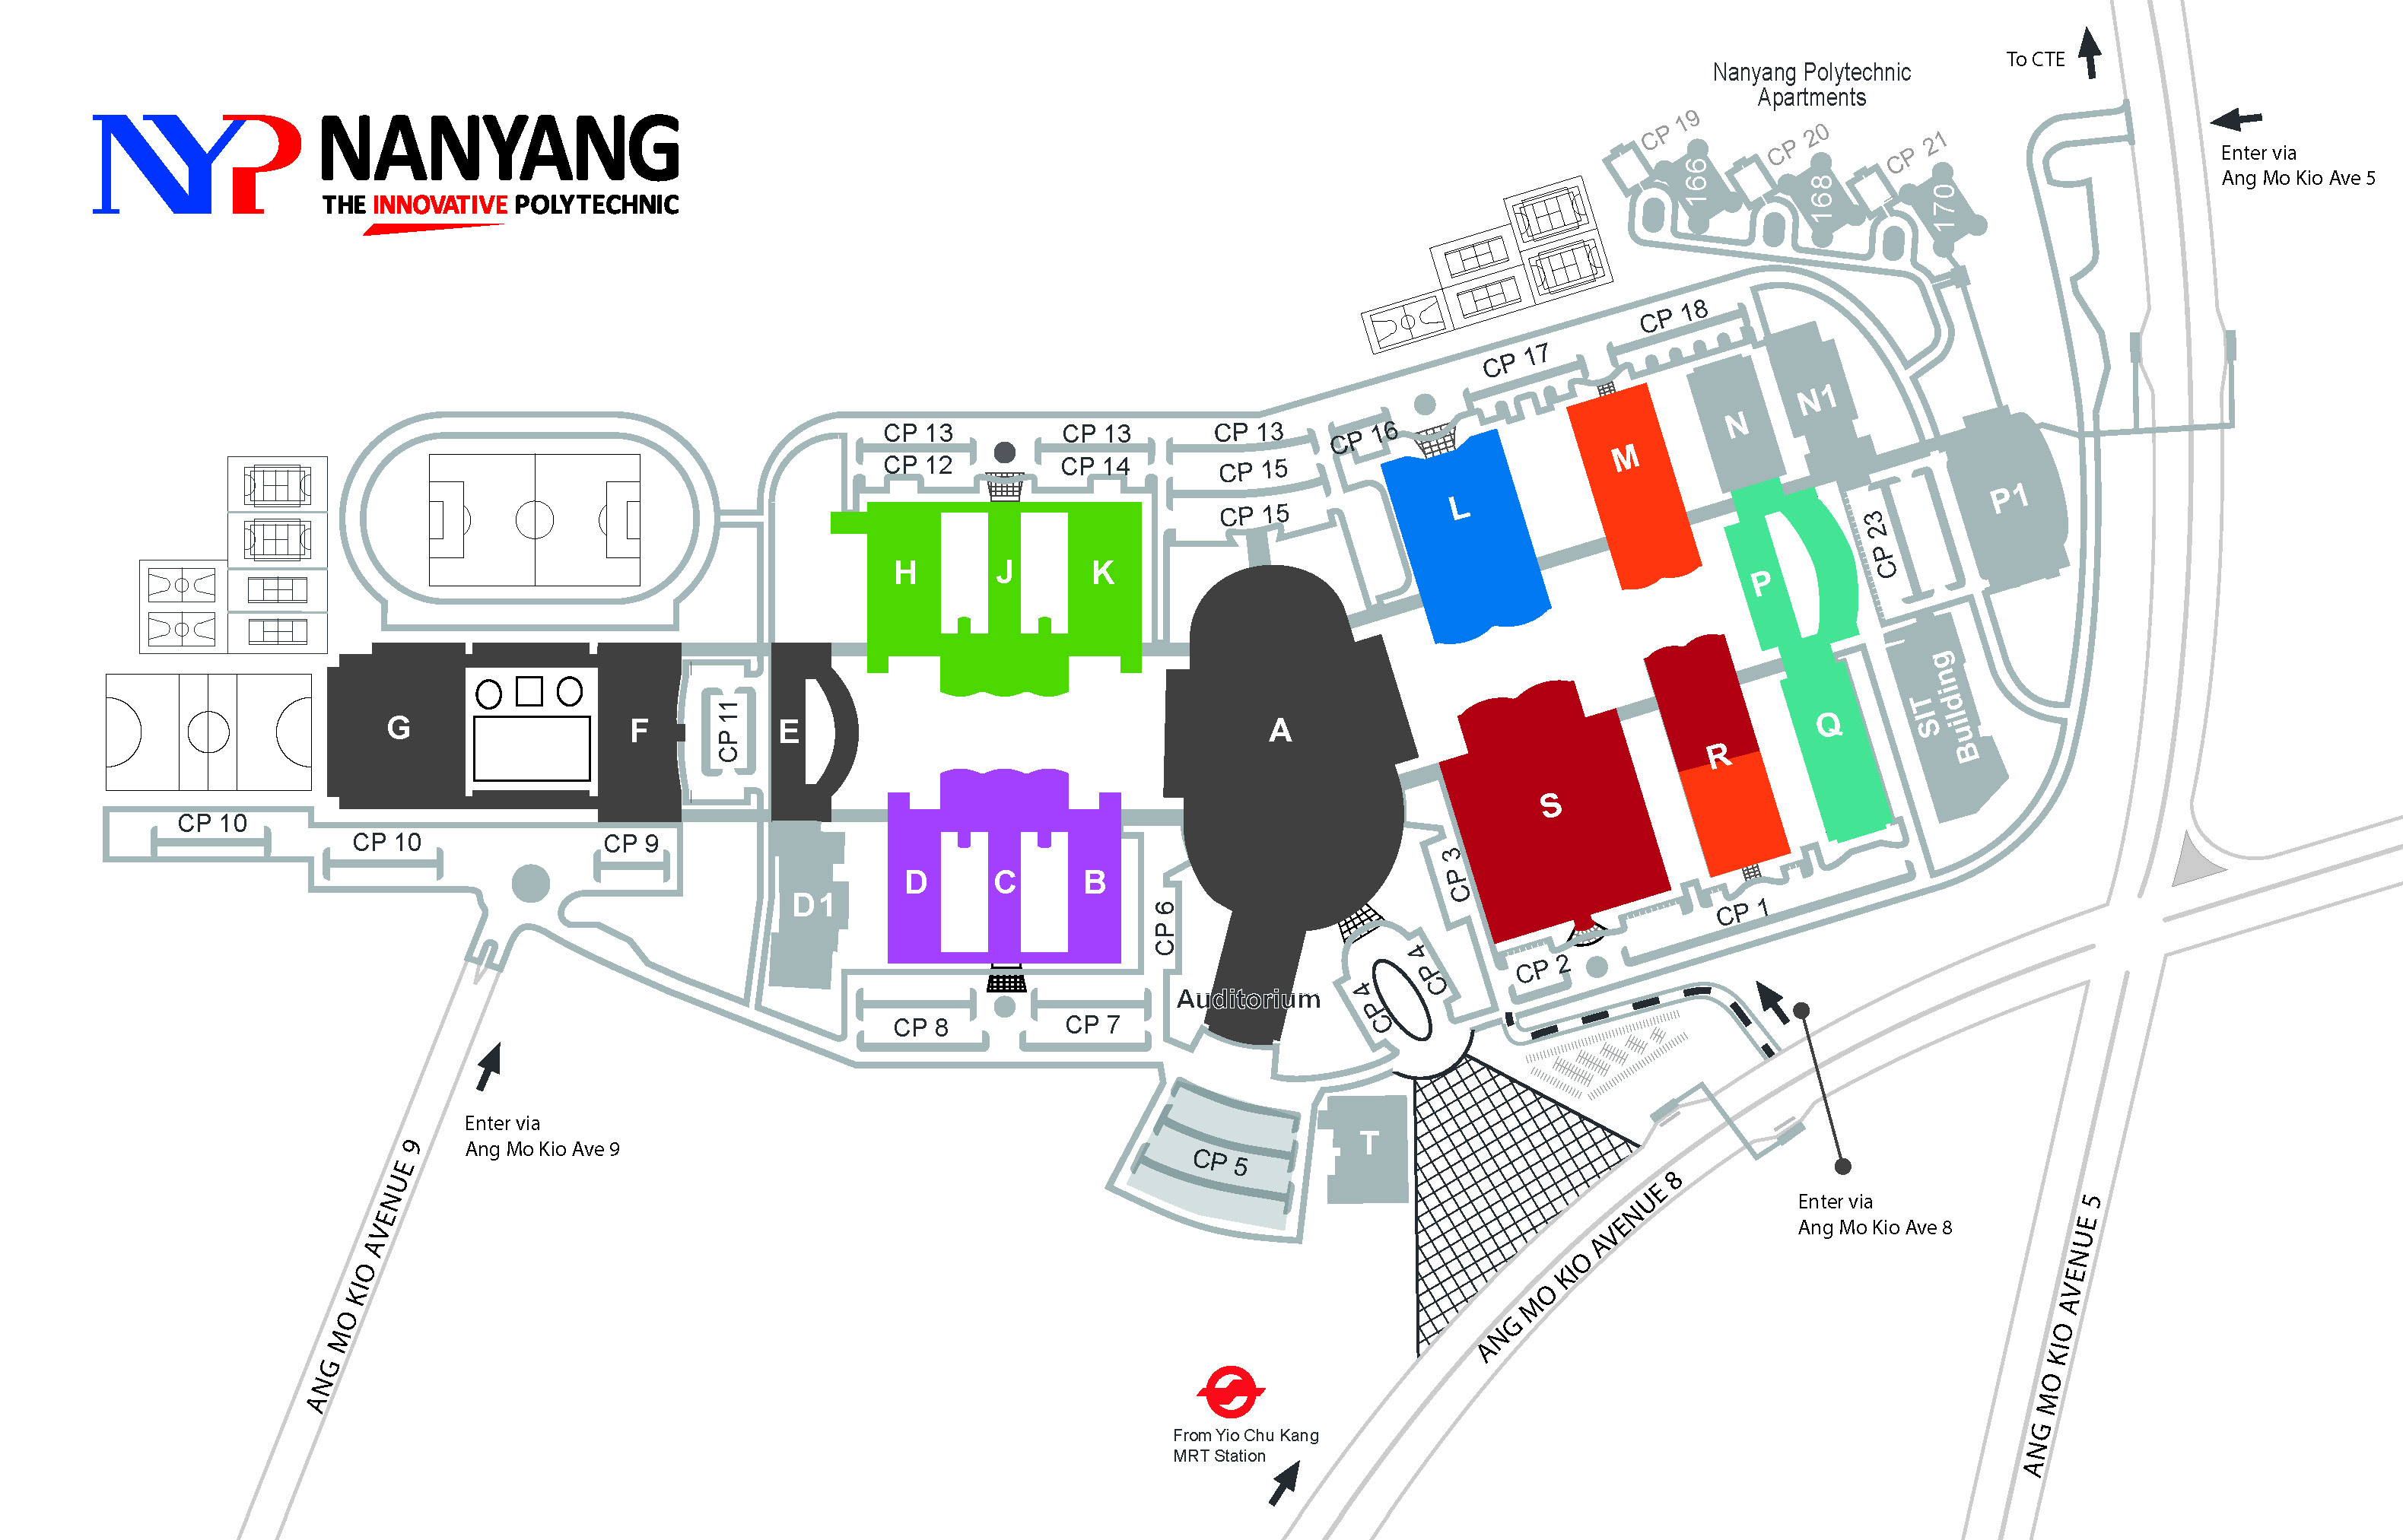 NYP NANYANG
THE INNOVATIVE POLYTECHNIC
To CTE
Nanyang Polytechnic
Apartments
Enter via
Ang Mo Kio Ave 5
CP 19
CP 20
CP 21
166
168
170
CP 18
CP 17
CP 16
CP 13
CP 13
CP 13
CP 12
CP 14
CP 15
CP 15
H
J
K
L
M
N
N1
P
P1
CP 23
G
F
CP 11
E
A
S
R
Q
SIT
Building
CP 10
CP 10
CP 9
D1
D
C
B
CP 6
CP 3
CP 1
CP 2
CP 4
CP 4
Auditorium
CP 8
CP 7
CP 5
T
Enter via
Ang Mo Kio Ave 9
ANG MO KIO AVENUE 9
Enter via
Ang Mo Kio Ave 8
ANG MO KIO AVENUE 8
ANG MO KIO AVENUE 5
From Yio Chu Kang
MRT Station